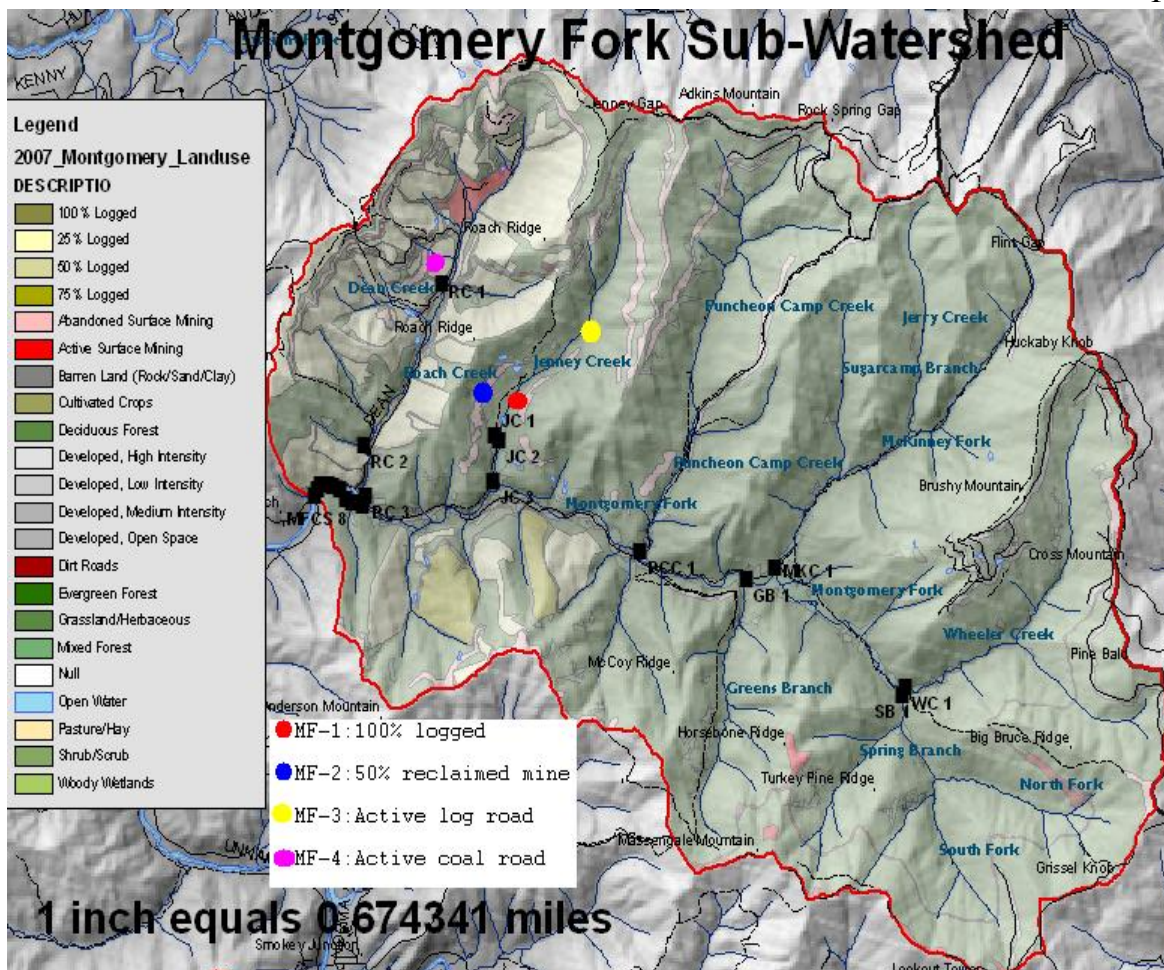 Montgomery Fork Sub-Watershed
KENNY
Jenney Gap
Adkins Mountain
Rock Spring Gap
Legend
2007_Montgomery_Landuse
DESCRIPTIO
100% Logged
25% Logged
50% Logged
75% Logged
Abandoned Surface Mining
Active Surface Mining
Barren Land (Rock/Sand/Clay)
Cultivated Crops
Deciduous Forest
Developed, High Intensity
Developed, Low Intensity
Developed, Medium Intensity
Developed, Open Space
Dirt Roads
Evergreen Forest
Grassland/Herbaceous
Mixed Forest
Null
Open Water
Pasture/Hay
Shrub/Scrub
Woody Wetlands
Roach Ridge
Flint Gap
Dean Creek
RC 1
Puncheon Camp Creek
Jerry Creek
Roach Ridge
Huckaby Knob
Roach Creek
Jenney Creek
Sugarcamp Branch
DEAN
JC 1
RC 2
JC 2
McKinney Fork
Puncheon Camp Creek
Brushy Mountain
JC 3
MFCS 8
RC 3
Montgomery Fork
Cross Mountain
PCC 1
MKC 1
GB 1
Montgomery Fork
Wheeler Creek
Pine Bald
McCoy Ridge
Greens Branch
WC 1
SB 1
Anderson Mountain
Horsebone Ridge
Big Bruce Ridge
Spring Branch
Turkey Pine Ridge
North Fork
MF-1:100% logged
MF-2:50% reclaimed mine
MF-3:Active log road
MF-4:Active coal road
Massengale Mountain
South Fork
Grissel Knob
1 inch equals 0.674341 miles
Smokey Junction
Lookout Tower